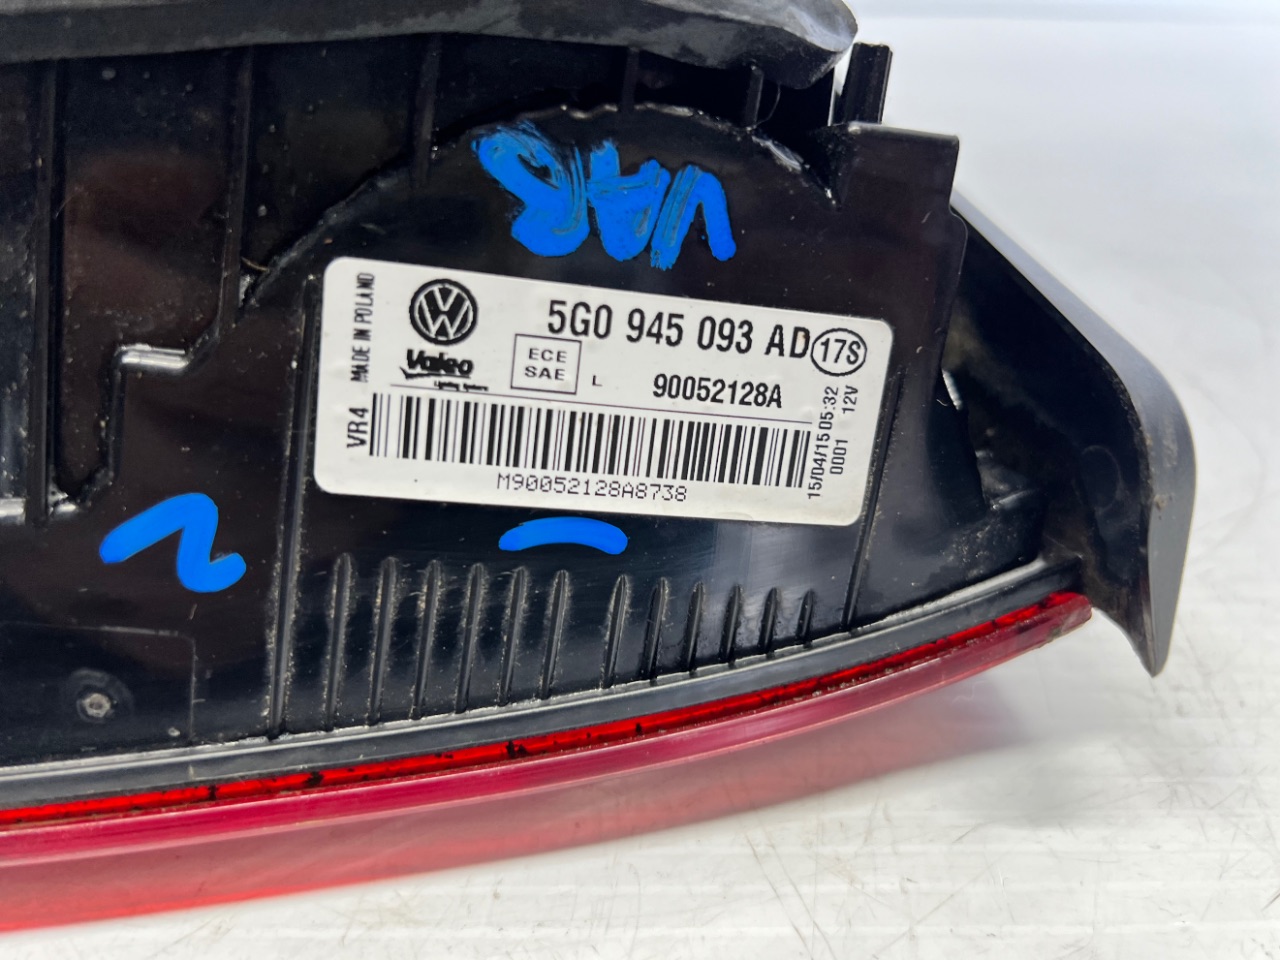 VAG
MADE IN POLAND
VR4
Valeo
ECE
SAE
L
5G0 945 093 AD
17S
90052128A
M90052128A8738
15/04/15 05:32
0001 12V